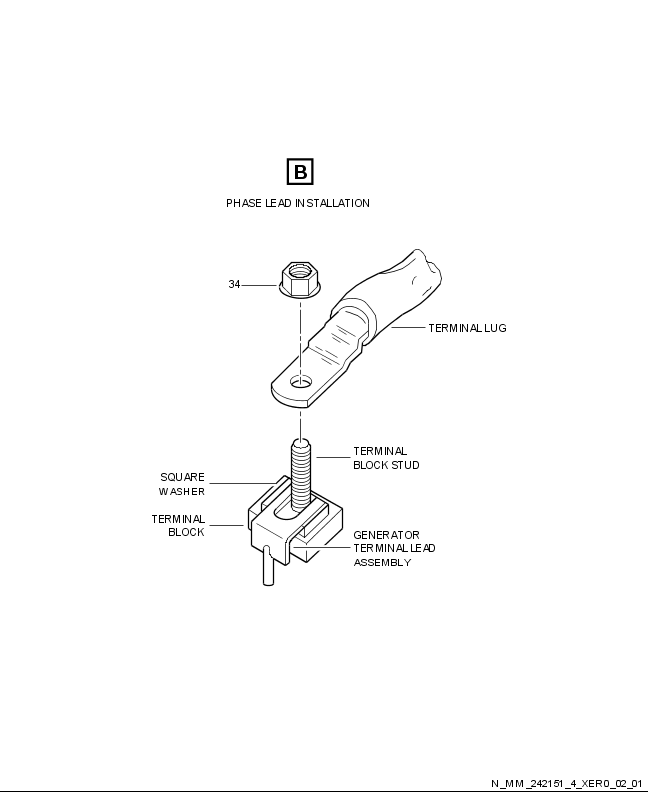 B
PHASE LEAD INSTALLATION
34
TERMINAL LUG
TERMINAL
BLOCK STUD
SQUARE
WASHER
TERMINAL
BLOCK
GENERATOR
TERMINAL LEAD
ASSEMBLY
N_MM_242151_4_XER0_02_01